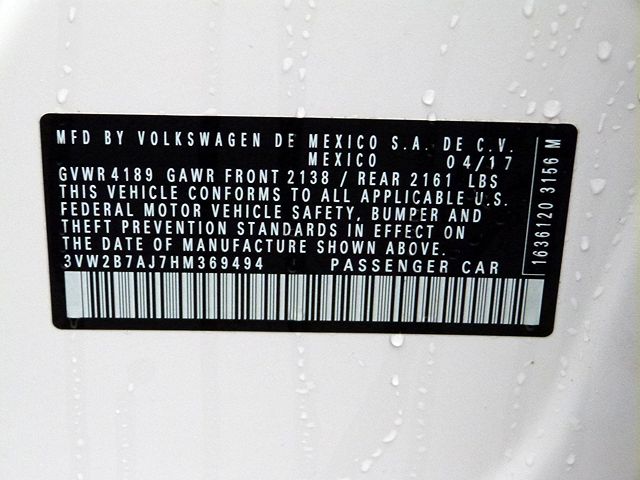 MFD BY VOLKSWAGEN DE MEXICO S.A. DE C.V.
MEXICO 04/17
GVWR 4189 GAWR FRONT 2138 / REAR 2161 LBS
THIS VEHICLE CONFORMS TO ALL APPLICABLE U.S.
FEDERAL MOTOR VEHICLE SAFETY, BUMPER AND
THEFT PREVENTION STANDARDS IN EFFECT ON
THE DATE OF MANUFACTURE SHOWN ABOVE.
3VW2B7AJ7HM369494 PASSENGER CAR
1636120 3156 M